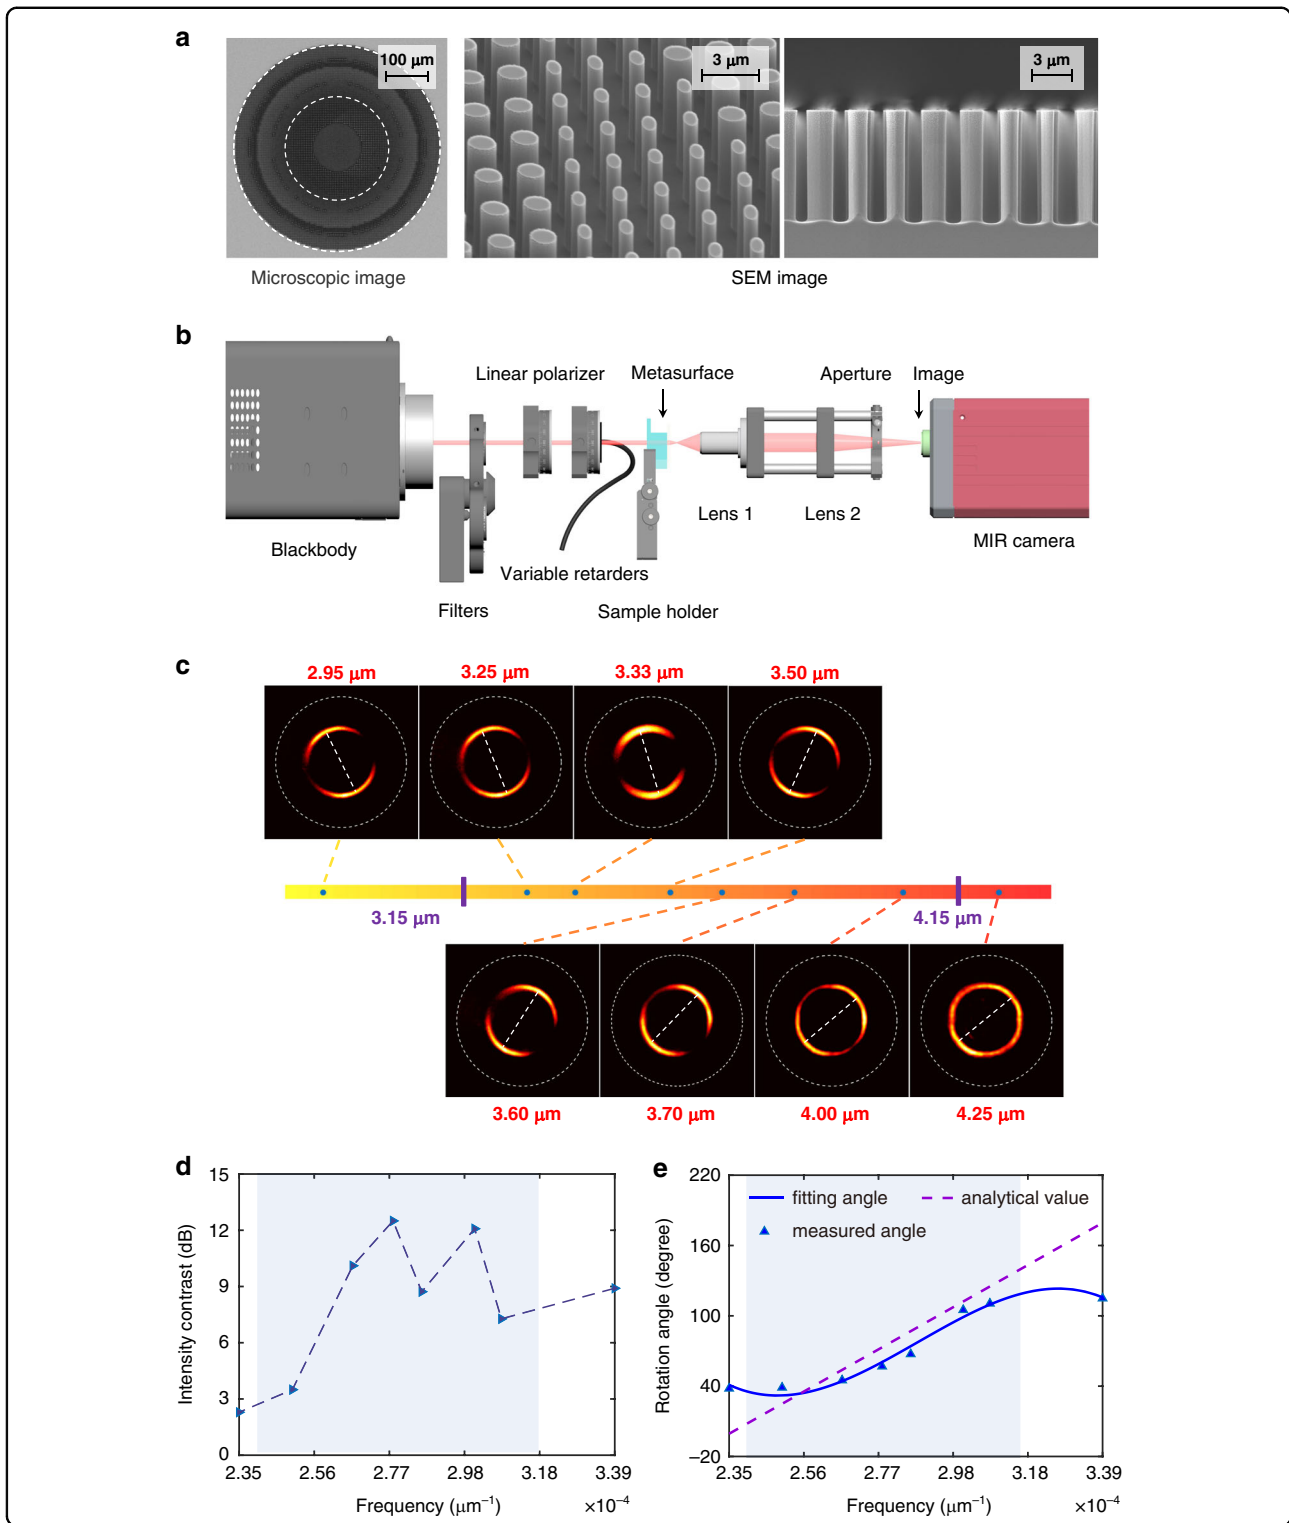 a
100 μm
3 μm
3 μm
Microscopic image
SEM image
b
Linear polarizer
Metasurface
Aperture
Image
Lens 1
Lens 2
Blackbody
MIR camera
Variable retarders
Filters
Sample holder
c
2.95 μm
3.25 μm
3.33 μm
3.50 μm
3.15 μm
4.15 μm
3.60 μm
3.70 μm
4.00 μm
4.25 μm
d
15
12
9
6
3
0
Intensity contrast (dB)
2.35
2.56
2.77
2.98
3.18
3.39
Frequency (μm⁻¹)
×10⁻⁴
e
220
160
100
40
−20
Rotation angle (degree)
fitting angle
analytical value
measured angle
2.35
2.56
2.77
2.98
3.18
3.39
Frequency (μm⁻¹)
×10⁻⁴